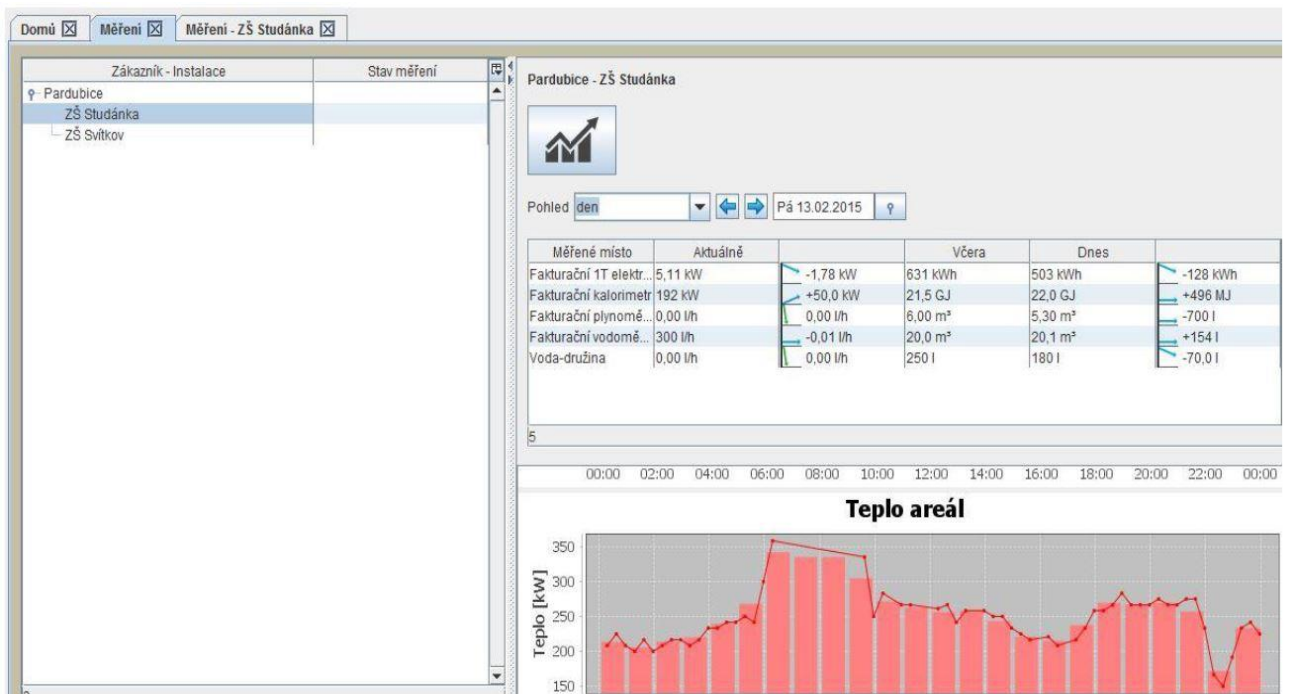 Domů
Měření
Měření - ZŠ Studánka
Zákazník - Instalace Stav měření
Pardubice
ZŠ Studánka
ZŠ Svítkov
Pardubice - ZŠ Studánka
Pohled den Pá 13.02.2015
Měřené místo Aktuálně Včera Dnes
Fakturační 1T elektr... 5,11 kW -1,78 kW 631 kWh 503 kWh -128 kWh
Fakturační kalorimetr 192 kW +50,0 kW 21,5 GJ 22,0 GJ +496 MJ
Fakturační plynomě... 0,00 l/h 0,00 l/h 6,00 m³ 5,30 m³ -700 l
Fakturační vodomě... 300 l/h -0,01 l/h 20,0 m³ 20,1 m³ +154 l
Voda-družina 0,00 l/h 0,00 l/h 250 l 180 l -70,0 l
5
00:00 02:00 04:00 06:00 08:00 10:00 12:00 14:00 16:00 18:00 20:00 22:00 00:00
Teplo areál
Teplo [kW]
350
300
250
200
150